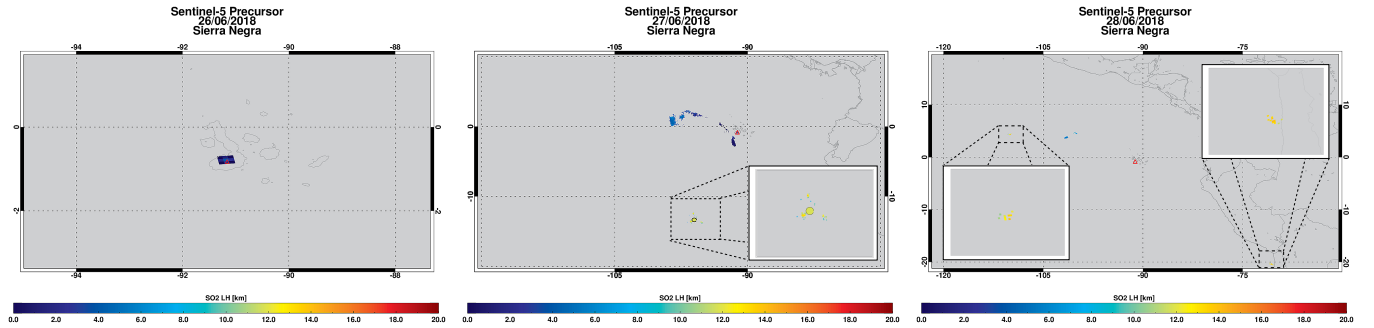 Sentinel-5 Precursor
26/06/2018
Sierra Negra
-94 -92 -90 -88
0 0
-2 -2
-94 -92 -90 -88
SO2 LH [km]
0.0 2.0 4.0 6.0 8.0 10.0 12.0 14.0 16.0 18.0 20.0
Sentinel-5 Precursor
27/06/2018
Sierra Negra
-105 -90
0 0
-10 -10
-105 -90
SO2 LH [km]
0.0 2.0 4.0 6.0 8.0 10.0 12.0 14.0 16.0 18.0 20.0
Sentinel-5 Precursor
28/06/2018
Sierra Negra
-120 -105 -90 -75
10 10
0 0
-10 -10
-20 -20
-120 -105 -90 -75
SO2 LH [km]
0.0 2.0 4.0 6.0 8.0 10.0 12.0 14.0 16.0 18.0 20.0